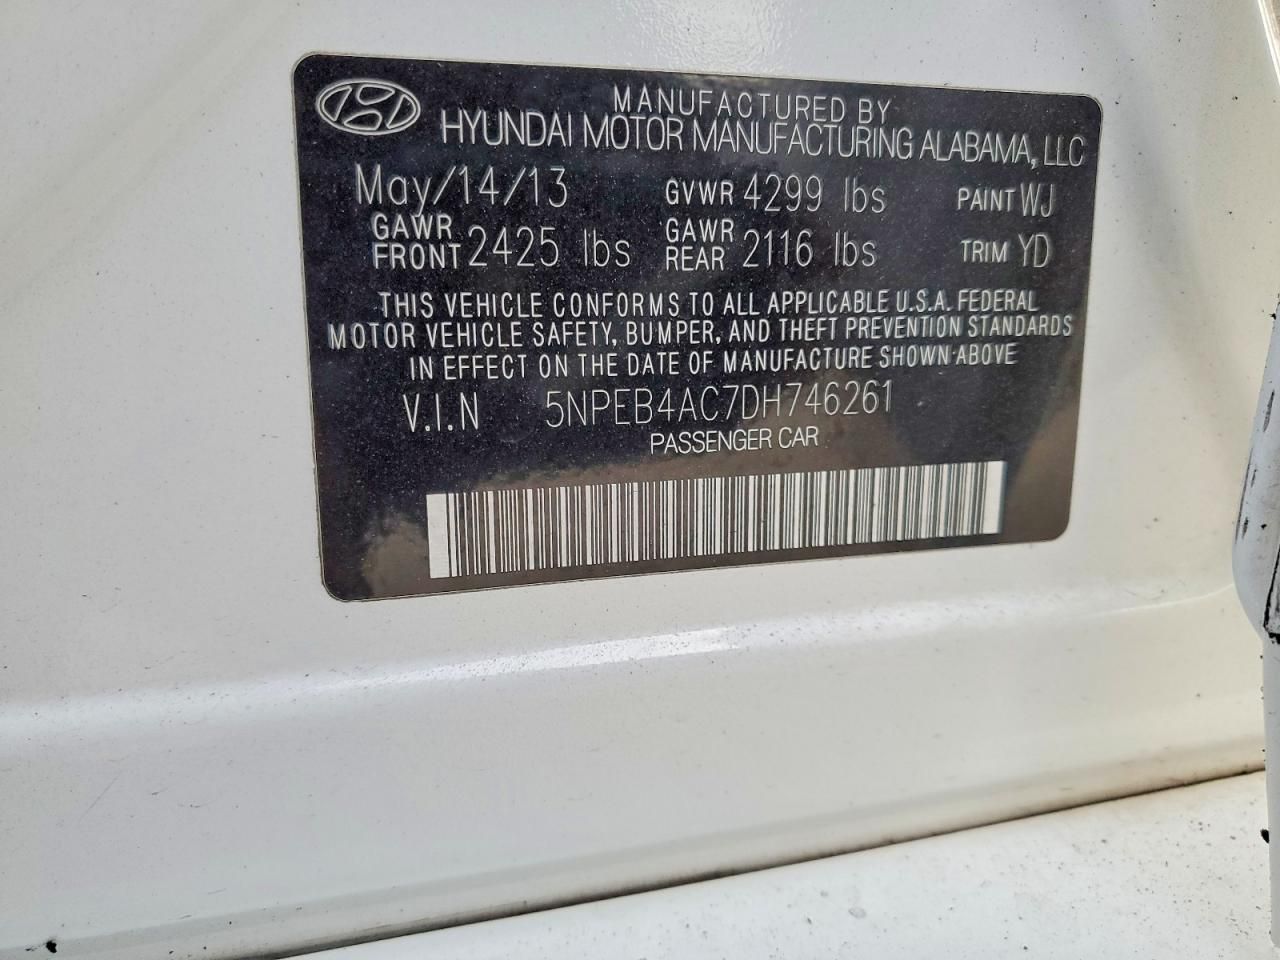 MANUFACTURED BY
HYUNDAI MOTOR MANUFACTURING ALABAMA, LLC
May/14/13 GVWR 4299 lbs PAINT WJ
GAWR FRONT 2425 lbs GAWR REAR 2116 lbs TRIM YD
THIS VEHICLE CONFORMS TO ALL APPLICABLE U.S.A. FEDERAL
MOTOR VEHICLE SAFETY, BUMPER, AND THEFT PREVENTION STANDARDS
IN EFFECT ON THE DATE OF MANUFACTURE SHOWN ABOVE
V.I.N 5NPEB4AC7DH746261
PASSENGER CAR